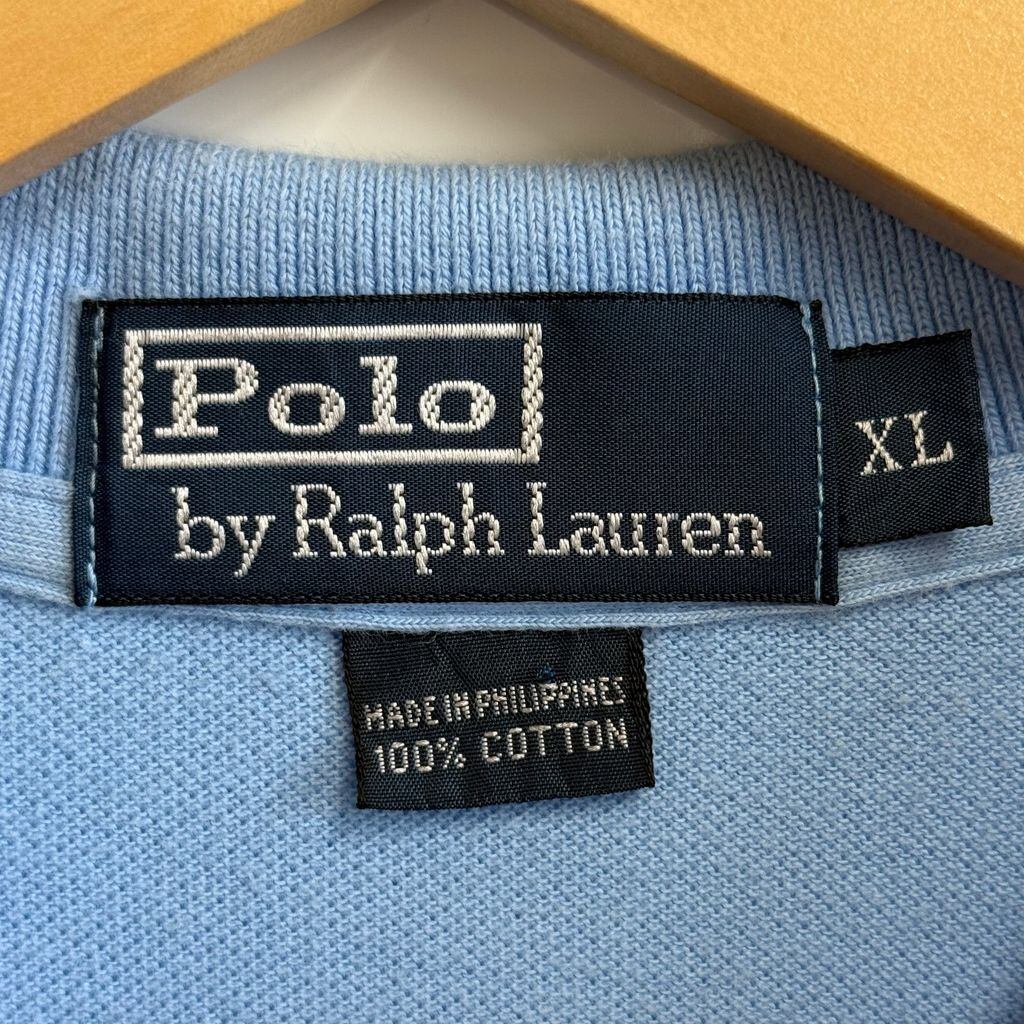 Polo
by Ralph Lauren
XL
MADE IN PHILIPPINES
100% COTTON